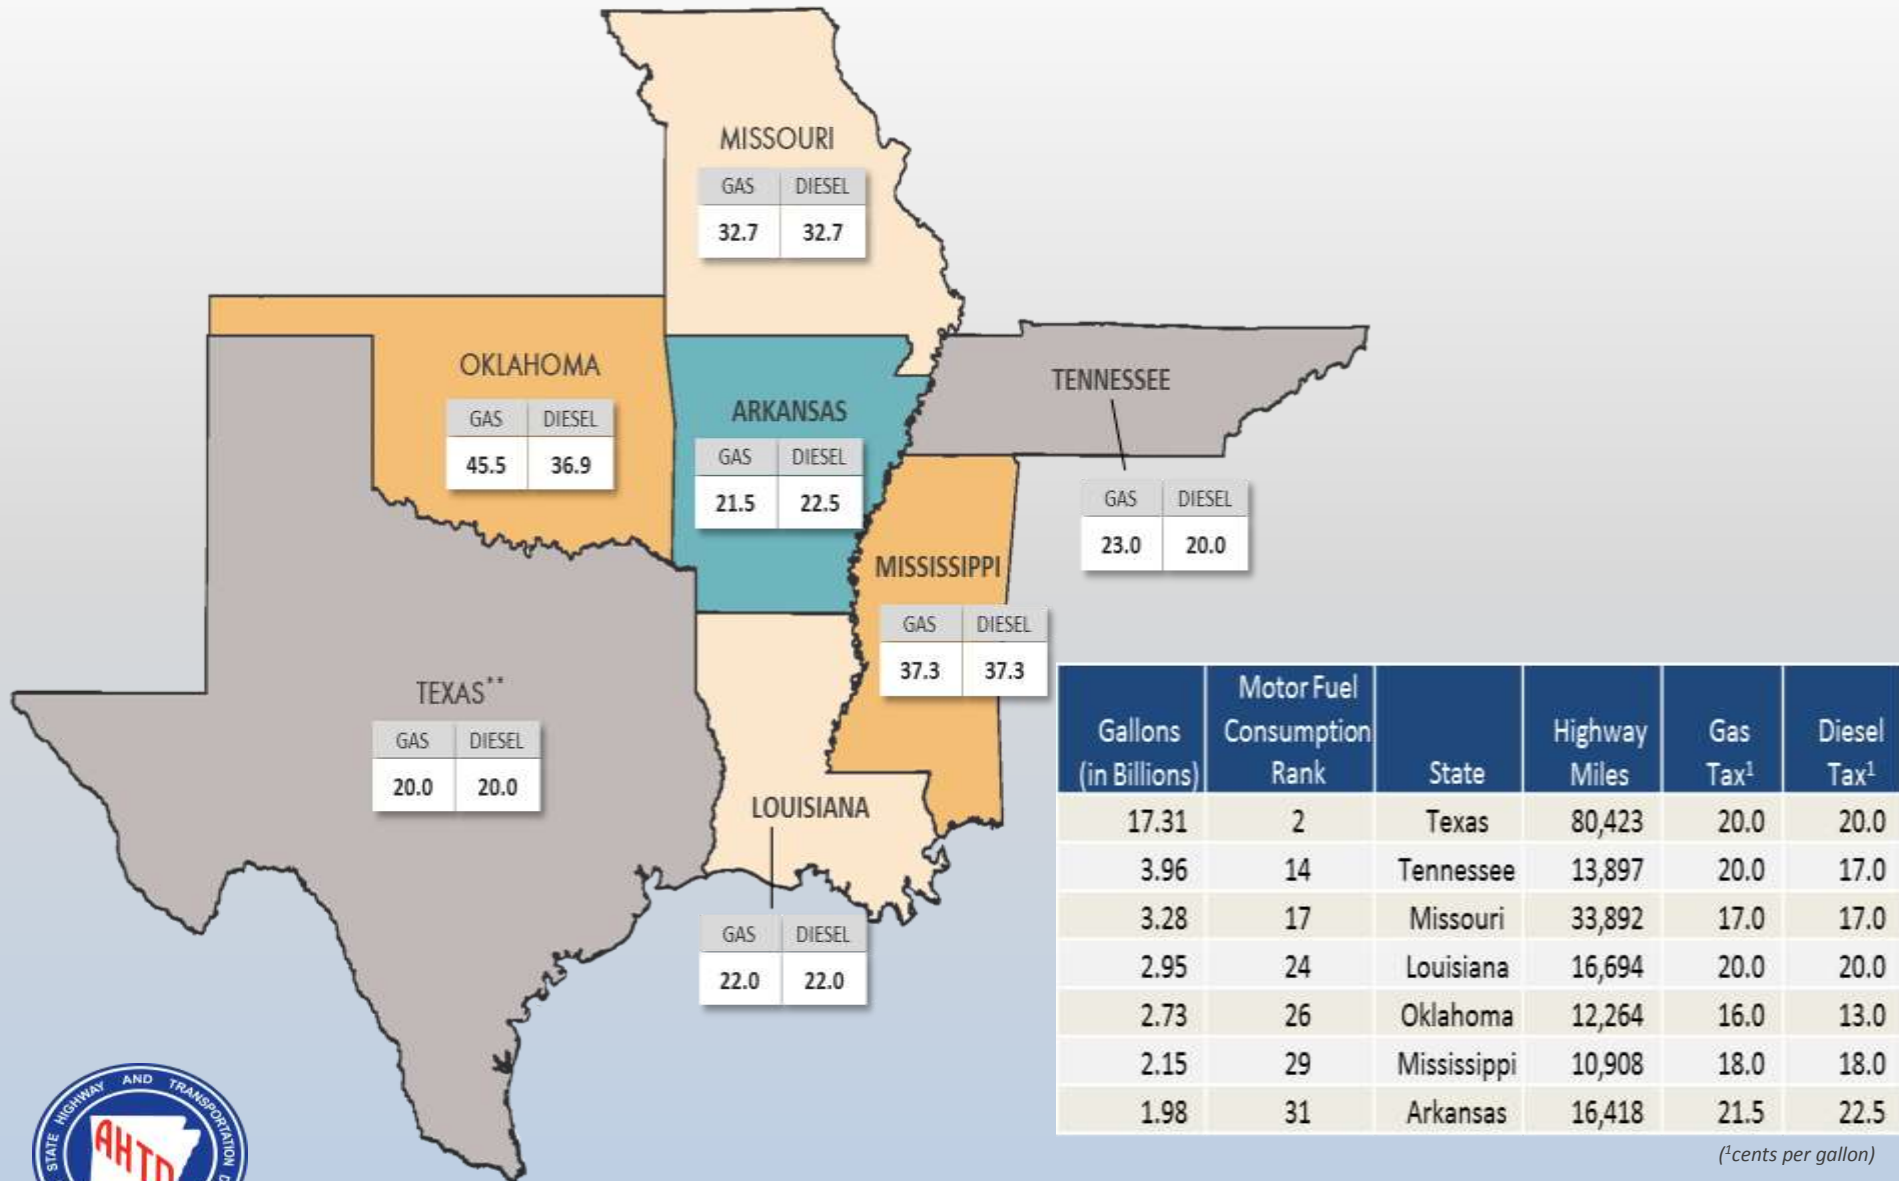 MISSOURI
GAS DIESEL
32.7 32.7
OKLAHOMA
GAS DIESEL
45.5 36.9
ARKANSAS
GAS DIESEL
21.5 22.5
TENNESSEE
GAS DIESEL
23.0 20.0
MISSISSIPPI
GAS DIESEL
37.3 37.3
TEXAS**
GAS DIESEL
20.0 20.0
LOUISIANA
GAS DIESEL
22.0 22.0
Gallons (in Billions) Motor Fuel Consumption Rank State Highway Miles Gas Tax¹ Diesel Tax¹
17.31 2 Texas 80,423 20.0 20.0
3.96 14 Tennessee 13,897 20.0 17.0
3.28 17 Missouri 33,892 17.0 17.0
2.95 24 Louisiana 16,694 20.0 20.0
2.73 26 Oklahoma 12,264 16.0 13.0
2.15 29 Mississippi 10,908 18.0 18.0
1.98 31 Arkansas 16,418 21.5 22.5
(¹cents per gallon)
STATE HIGHWAY AND TRANSPORTATION D
AHTD